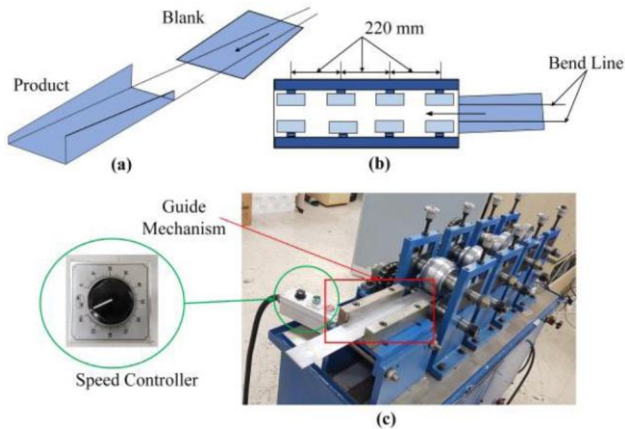 Blank
220 mm
Product
Bend Line
(a)
(b)
Guide
Mechanism
Speed Controller
(c)